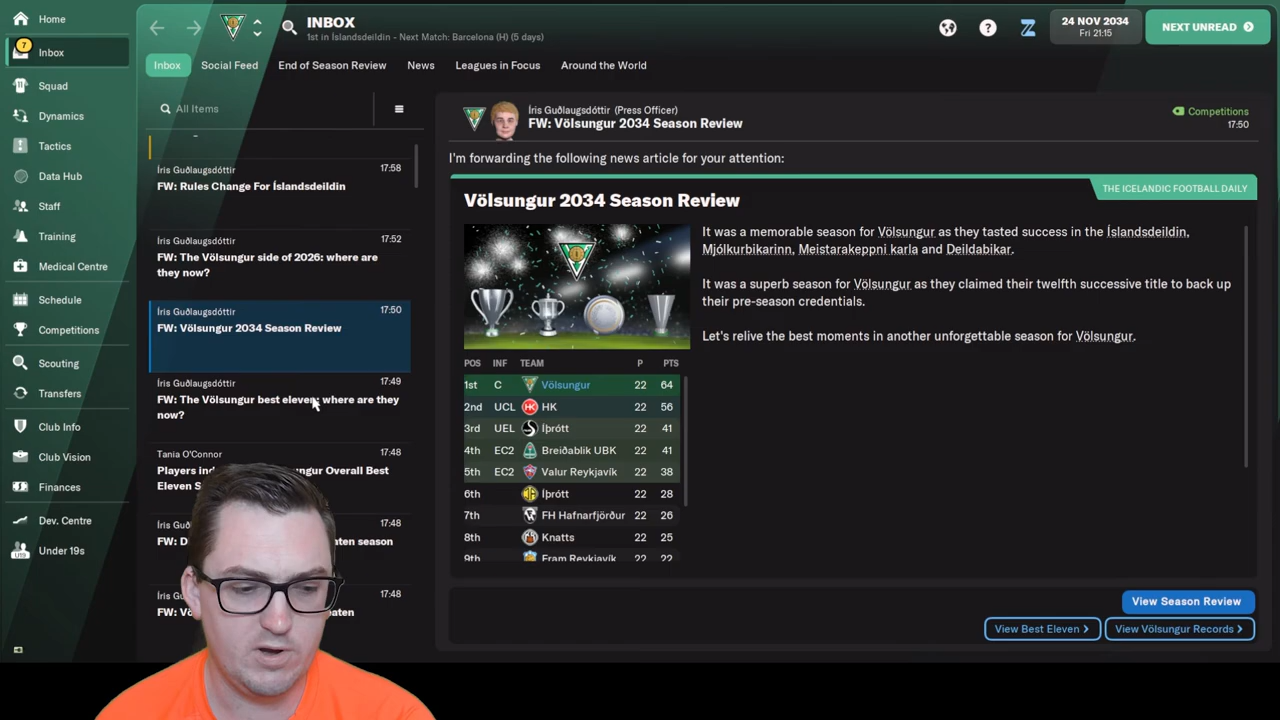 Home
7
Inbox
Squad
Dynamics
Tactics
Data Hub
Staff
Training
Medical Centre
Schedule
Competitions
Scouting
Transfers
Club Info
Club Vision
Finances
Dev. Centre
U19
Under 19s
INBOX
1st in Íslandsdeildin - Next Match: Barcelona (H) (5 days)
24 NOV 2034
Fri 21:15
NEXT UNREAD
Inbox
Social Feed
End of Season Review
News
Leagues in Focus
Around the World
All Items
Íris Guðlaugsdóttir 17:58
FW: Rules Change For Íslandsdeildin
Íris Guðlaugsdóttir 17:52
FW: The Völsungur side of 2026: where are
they now?
Íris Guðlaugsdóttir 17:50
FW: Völsungur 2034 Season Review
Íris Guðlaugsdóttir 17:49
FW: The Völsungur best eleven: where are they
now?
Tania O'Connor 17:48
Players ind ungur Overall Best
Eleven S
Íris Guð 17:48
FW: D aten season
Íris Guð 17:48
FW: Vö eaten
Íris Guðlaugsdóttir (Press Officer)
FW: Völsungur 2034 Season Review
Competitions
17:50
I'm forwarding the following news article for your attention:
THE ICELANDIC FOOTBALL DAILY
Völsungur 2034 Season Review
It was a memorable season for Völsungur as they tasted success in the Íslandsdeildin,
Mjólkurbikarinn, Meistarakeppni karla and Deildabikar.
It was a superb season for Völsungur as they claimed their twelfth successive title to back up
their pre-season credentials.
Let's relive the best moments in another unforgettable season for Völsungur.
POS INF TEAM P PTS
1st C Völsungur 22 64
2nd UCL HK 22 56
3rd UEL Íþrótt 22 41
4th EC2 Breiðablik UBK 22 41
5th EC2 Valur Reykjavík 22 38
6th Íþrótt 22 28
7th FH Hafnarfjörður 22 26
8th Knatts 22 25
9th Fram Reykjavík 22 22
View Season Review
View Best Eleven
View Völsungur Records